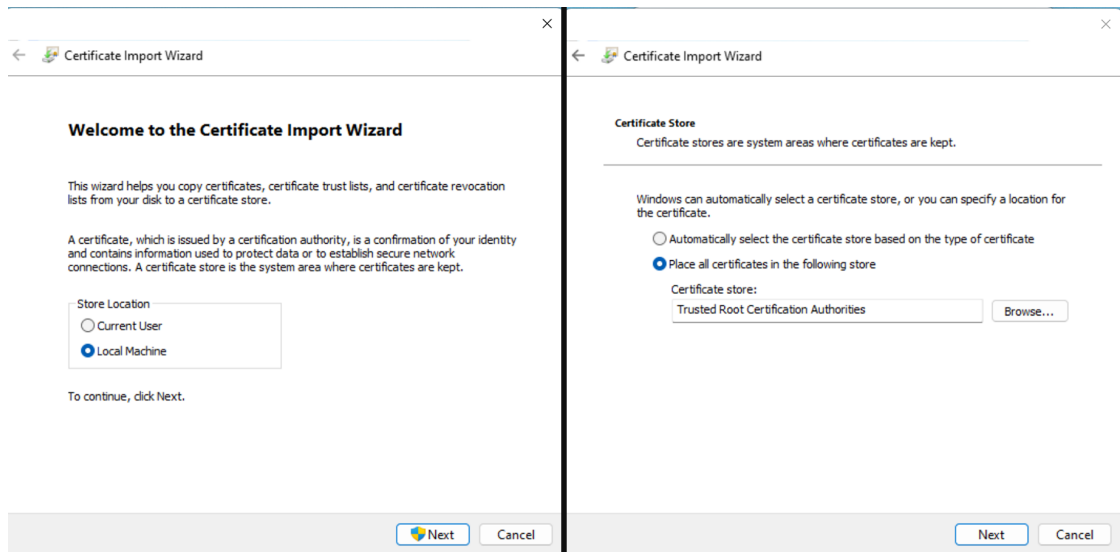 Certificate Import Wizard
Welcome to the Certificate Import Wizard
This wizard helps you copy certificates, certificate trust lists, and certificate revocation
lists from your disk to a certificate store.
A certificate, which is issued by a certification authority, is a confirmation of your identity
and contains information used to protect data or to establish secure network
connections. A certificate store is the system area where certificates are kept.
Store Location
Current User
Local Machine
To continue, click Next.
Next
Cancel
Certificate Import Wizard
Certificate Store
Certificate stores are system areas where certificates are kept.
Windows can automatically select a certificate store, or you can specify a location for
the certificate.
Automatically select the certificate store based on the type of certificate
Place all certificates in the following store
Certificate store:
Trusted Root Certification Authorities
Browse...
Next
Cancel